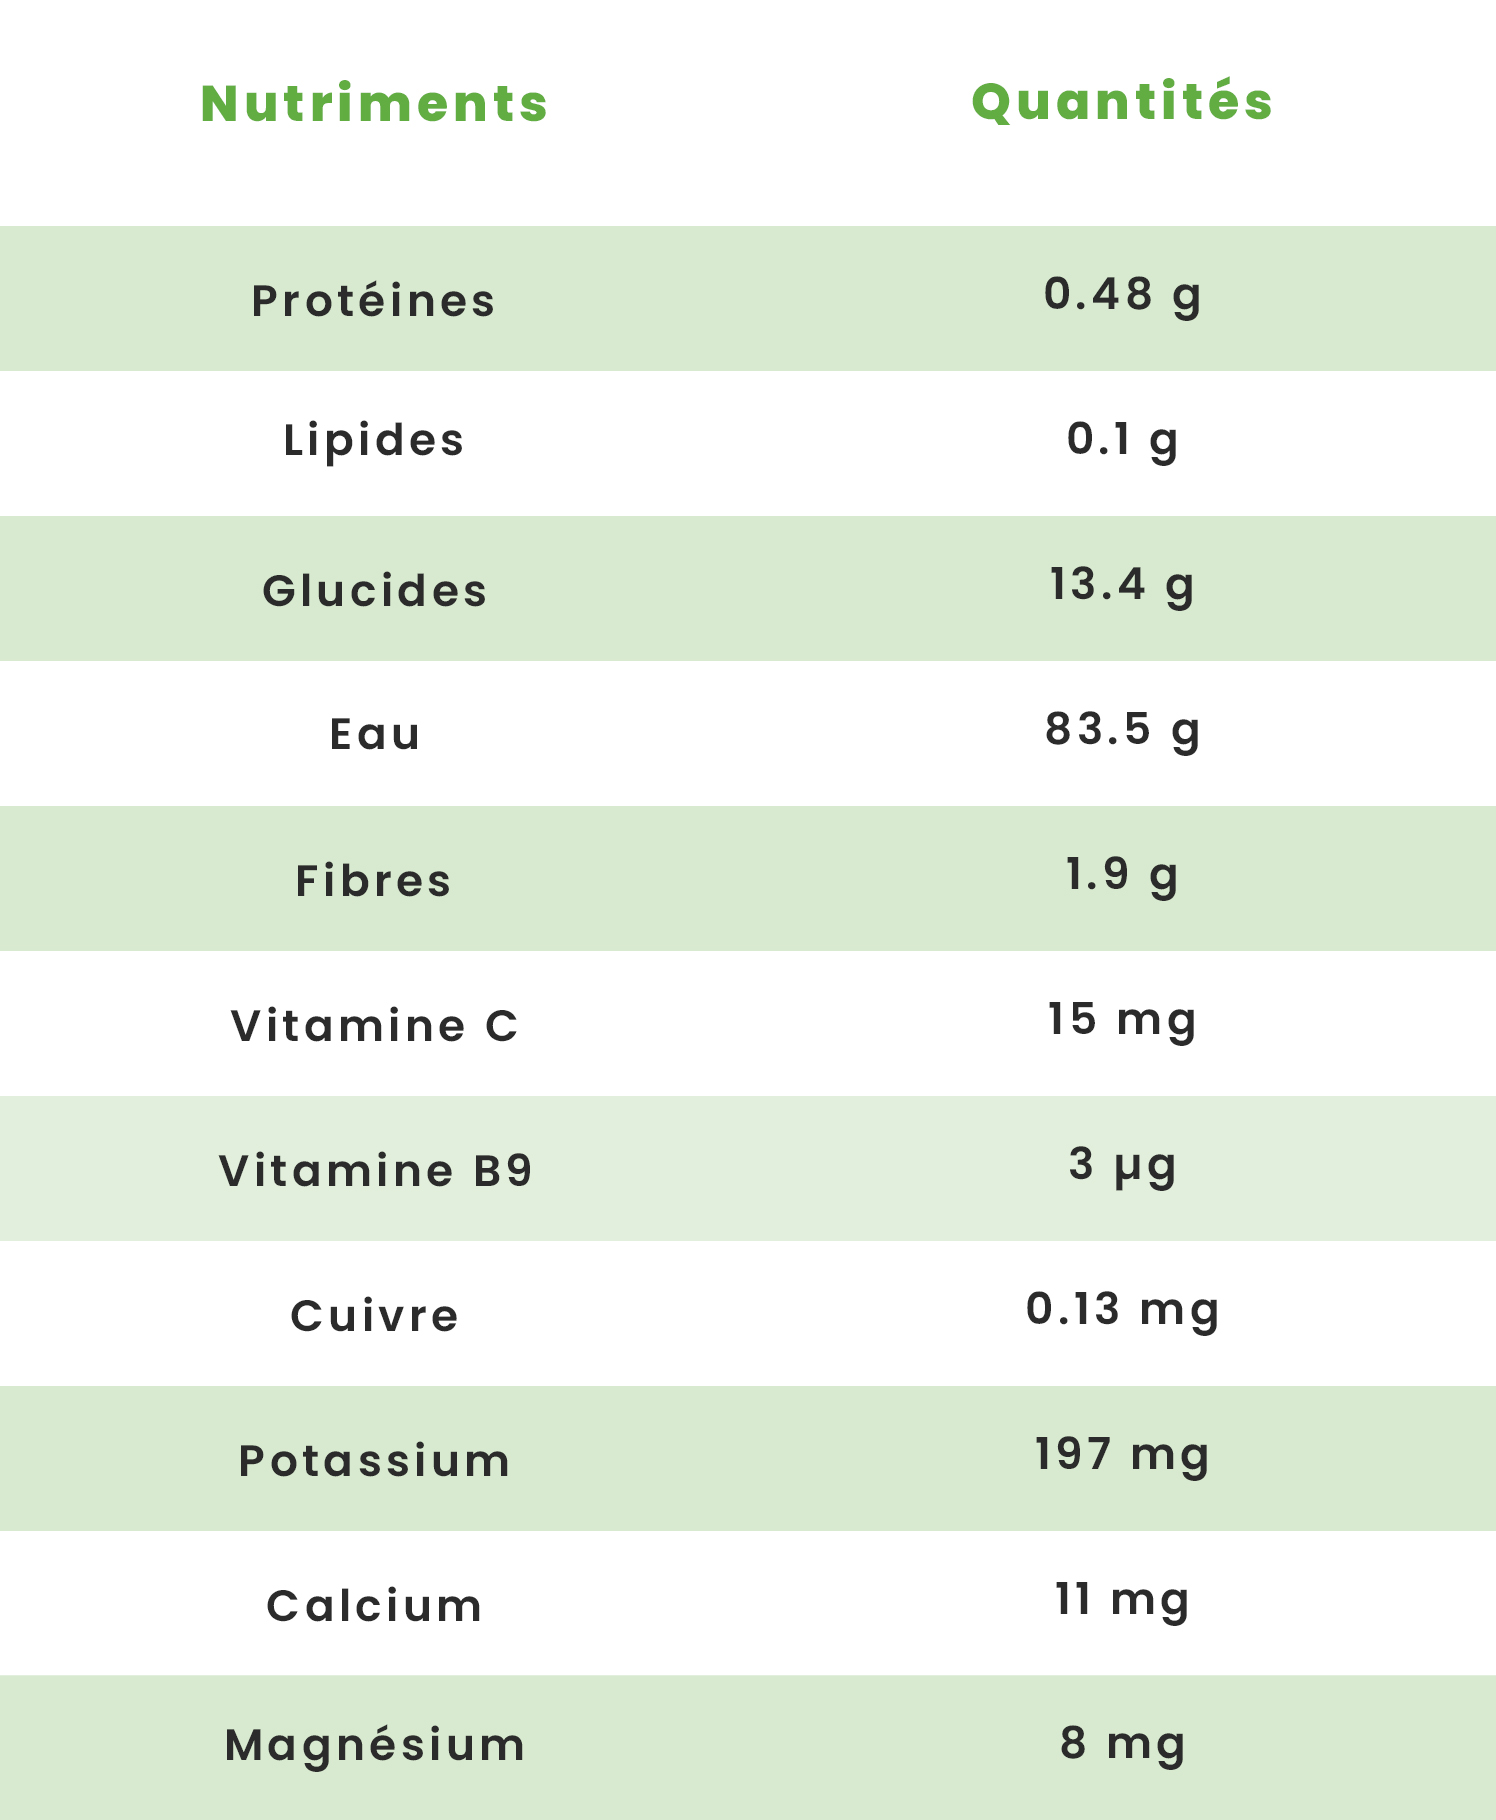 Nutriments Quantités
Protéines 0.48 g
Lipides 0.1 g
Glucides 13.4 g
Eau 83.5 g
Fibres 1.9 g
Vitamine C 15 mg
Vitamine B9 3 µg
Cuivre 0.13 mg
Potassium 197 mg
Calcium 11 mg
Magnésium 8 mg